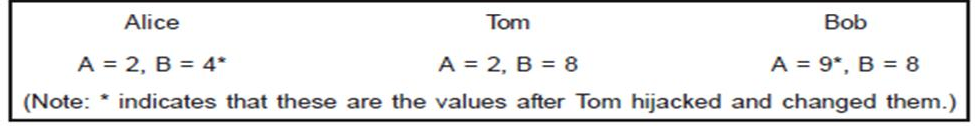 Alice Tom Bob
A = 2, B = 4* A = 2, B = 8 A = 9*, B = 8
(Note: * indicates that these are the values after Tom hijacked and changed them.)